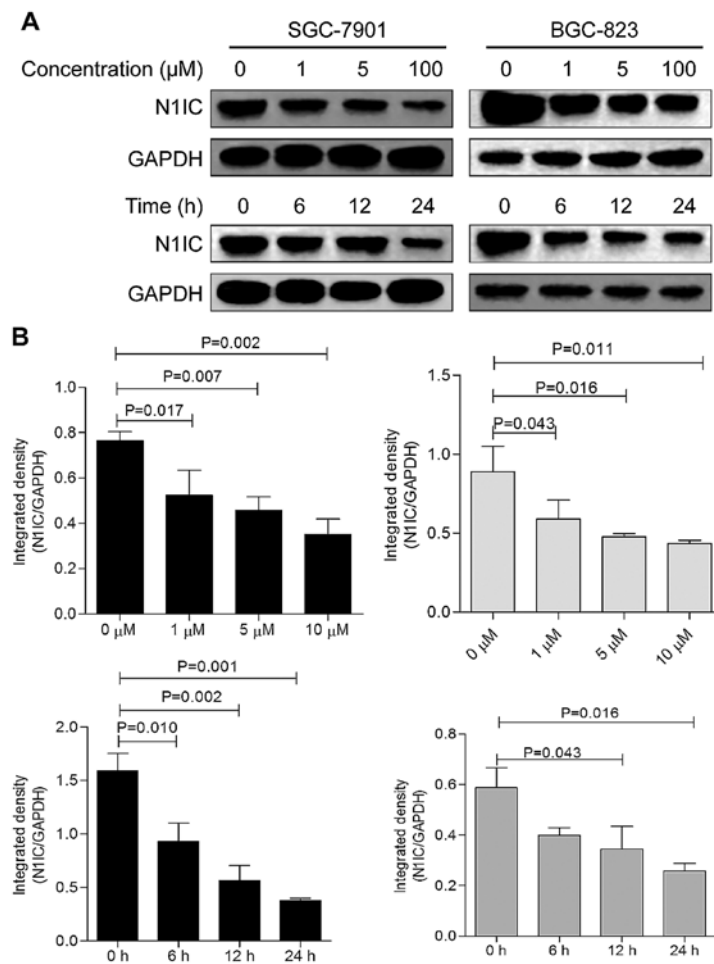 A
SGC-7901 BGC-823
Concentration (µM) 0 1 5 100 0 1 5 100
N1IC
GAPDH
Time (h) 0 6 12 24 0 6 12 24
N1IC
GAPDH
B
P=0.002
P=0.007
P=0.017
Integrated density
(N1IC/GAPDH)
1.0
0.8
0.6
0.4
0.2
0.0
0 µM 1 µM 5 µM 10 µM
P=0.011
P=0.016
P=0.043
Integrated density
(N1IC/GAPDH)
1.5
1.0
0.5
0.0
0 µM 1 µM 5 µM 10 µM
P=0.001
P=0.002
P=0.010
Integrated density
(N1IC/GAPDH)
2.0
1.5
1.0
0.5
0.0
0 h 6 h 12 h 24 h
P=0.016
P=0.043
Integrated density
(N1IC/GAPDH)
0.8
0.6
0.4
0.2
0.0
0 h 6 h 12 h 24 h